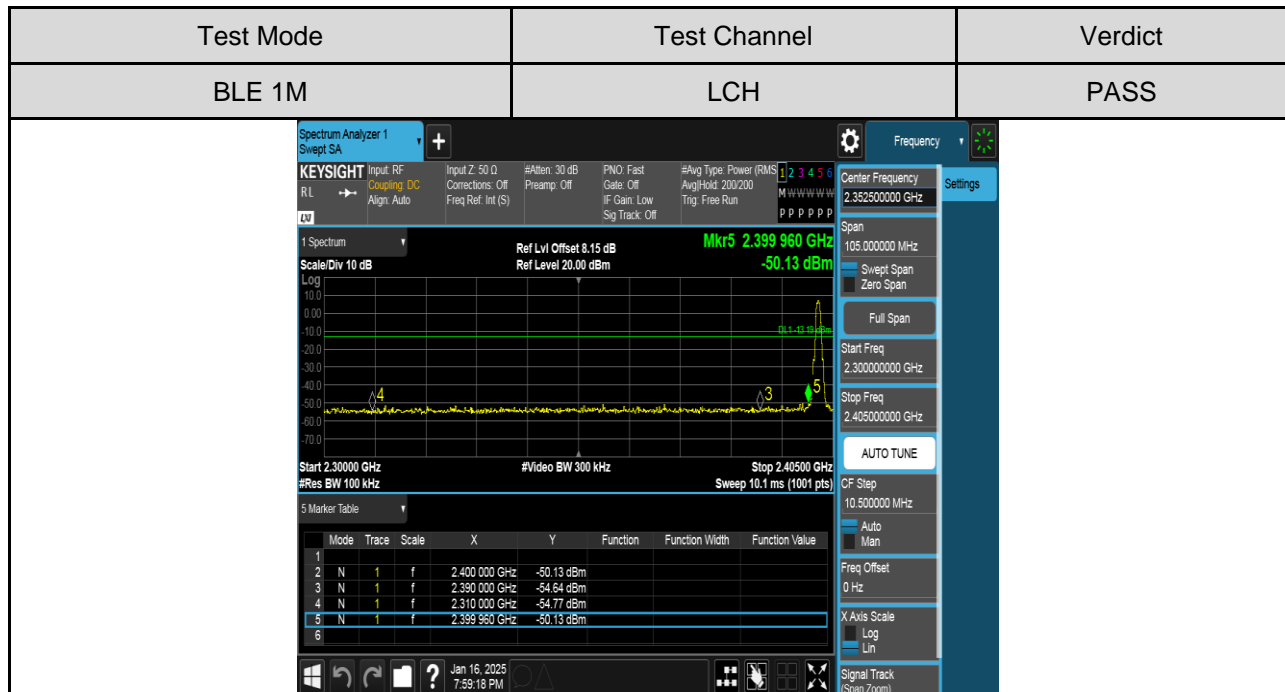 Test Mode Test Channel Verdict
BLE 1M LCH PASS
Spectrum Analyzer 1
Swept SA
+
Frequency
KEYSIGHT Input: RF Input Z: 50 Ω #Atten: 30 dB PNO: Fast #Avg Type: Power (RMS 1 2 3 4 5 6
RL Coupling: DC Corrections: Off Preamp: Off Gate: Off Avg|Hold: 200/200 M W W W W W
Align: Auto Freq Ref: Int (S) IF Gain: Low Trig: Free Run
LXI Sig Track: Off P P P P P P
Settings
Center Frequency
2.352500000 GHz
1 Spectrum
Ref Lvl Offset 8.15 dB Mkr5 2.399 960 GHz
Scale/Div 10 dB Ref Level 20.00 dBm -50.13 dBm
Log
10.0
0.00
-10.0
DL1 -13.19 dBm
-20.0
-30.0
-40.0
4 3 5
-50.0
-60.0
-70.0
Start 2.30000 GHz #Video BW 300 kHz Stop 2.40500 GHz
#Res BW 100 kHz Sweep 10.1 ms (1001 pts)
Span
105.000000 MHz
Swept Span
Zero Span
Full Span
Start Freq
2.300000000 GHz
Stop Freq
2.405000000 GHz
AUTO TUNE
CF Step
10.500000 MHz
Auto
Man
Freq Offset
0 Hz
X Axis Scale
Log
Lin
Signal Track
(Span Zoom)
5 Marker Table
Mode Trace Scale X Y Function Function Width Function Value
1
2 N 1 f 2.400 000 GHz -50.13 dBm
3 N 1 f 2.390 000 GHz -54.64 dBm
4 N 1 f 2.310 000 GHz -54.77 dBm
5 N 1 f 2.399 960 GHz -50.13 dBm
6
? Jan 16, 2025
7:59:18 PM